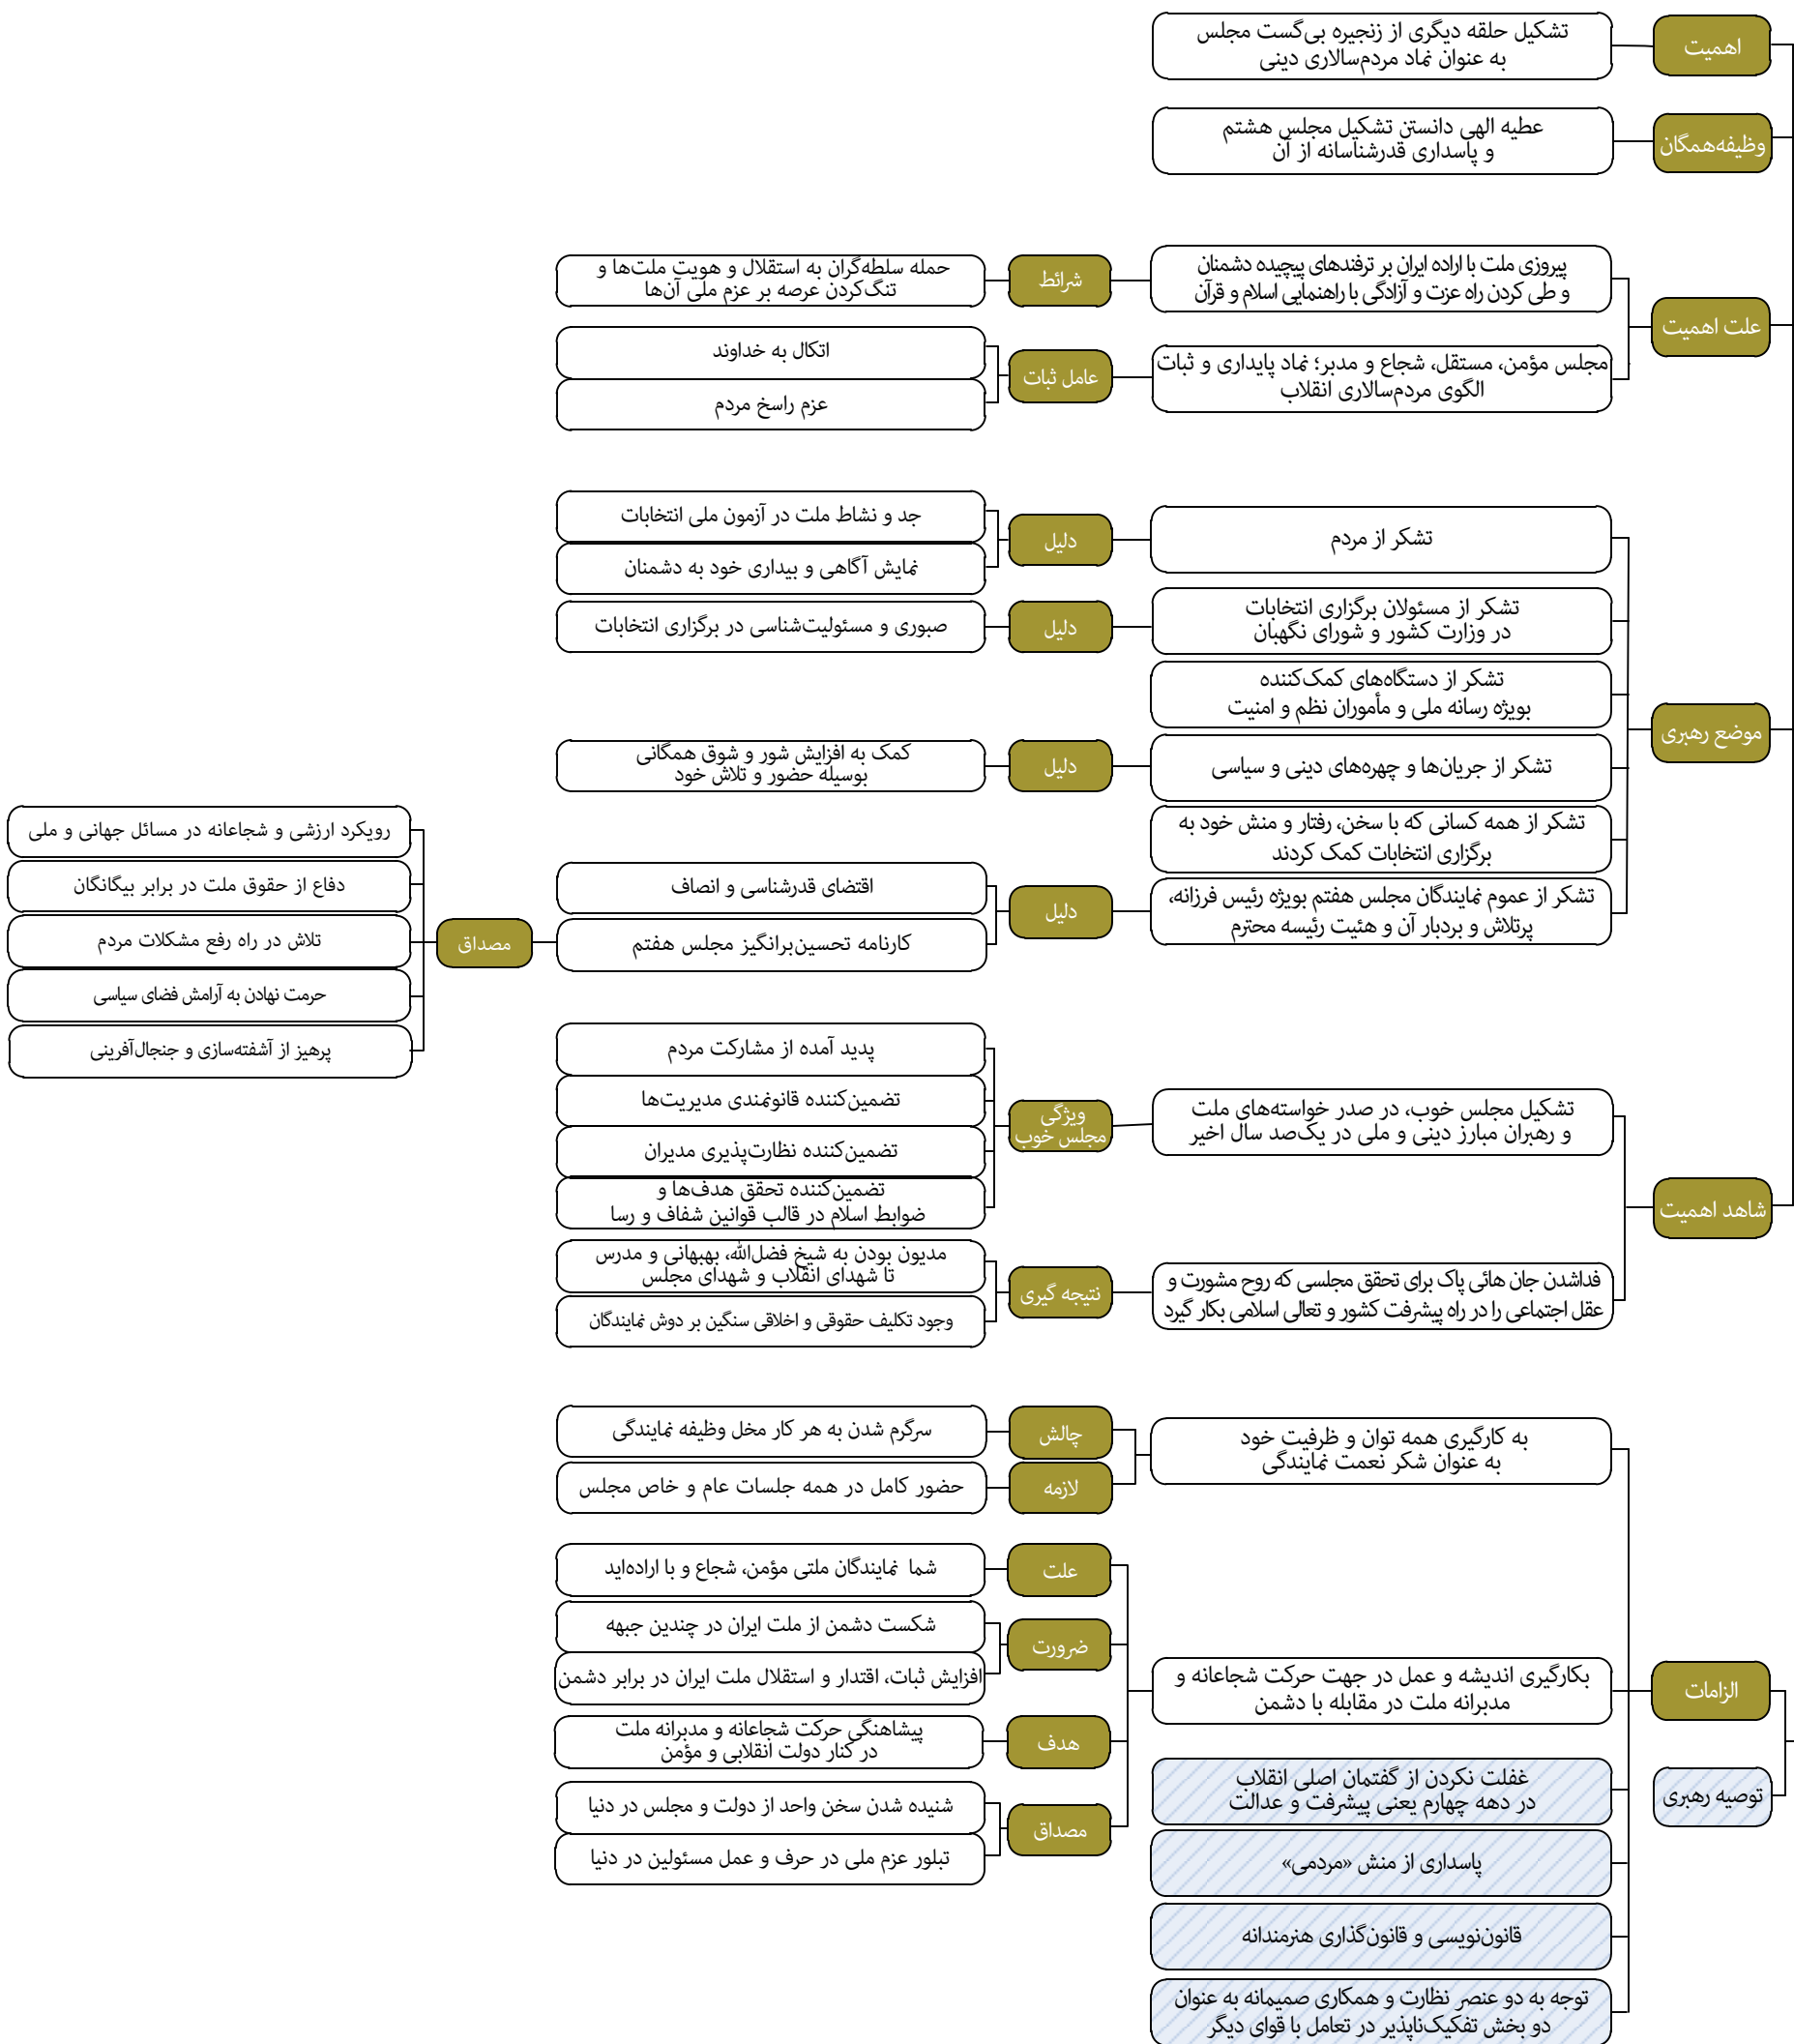 اهمیت
تشکیل حلقه دیگری از زنجیره بی‌گست مجلس
به عنوان نماد مردم‌سالاری دینی
وظیفه‌همگان
عطیه الهی دانستن تشکیل مجلس هشتم
و پاسداری قدرشناسانه از آن
علت اهمیت
پیروزی ملت با اراده ایران بر ترفندهای پیچیده دشمنان
و طی کردن راه عزت و آزادگی با راهنمایی اسلام و قرآن
شرائط
حمله سلطه‌گران به استقلال و هویت ملت‌ها و
تنگ‌کردن عرصه بر عزم ملی آن‌ها
مجلس مؤمن، مستقل، شجاع و مدبر؛ نماد پایداری و ثبات
الگوی مردم‌سالاری انقلاب
عامل ثبات
اتکال به خداوند
عزم راسخ مردم
موضع رهبری
تشکر از مردم
دلیل
جد و نشاط ملت در آزمون ملی انتخابات
نمایش آگاهی و بیداری خود به دشمنان
تشکر از مسئولان برگزاری انتخابات
در وزارت کشور و شورای نگهبان
دلیل
صبوری و مسئولیت‌شناسی در برگزاری انتخابات
تشکر از دستگاه‌های کمک‌کننده
بویژه رسانه ملی و مأموران نظم و امنیت
تشکر از جریان‌ها و چهره‌های دینی و سیاسی
دلیل
کمک به افزایش شور و شوق همگانی
بوسیله حضور و تلاش خود
تشکر از همه کسانی که با سخن، رفتار و منش خود به
برگزاری انتخابات کمک کردند
تشکر از عموم نمایندگان مجلس هفتم بویژه رئیس فرزانه،
پرتلاش و بردبار آن و هئیت رئیسه محترم
دلیل
اقتضای قدرشناسی و انصاف
کارنامه تحسین‌برانگیز مجلس هفتم
مصداق
رویکرد ارزشی و شجاعانه در مسائل جهانی و ملی
دفاع از حقوق ملت در برابر بیگانگان
تلاش در راه رفع مشکلات مردم
حرمت نهادن به آرامش فضای سیاسی
پرهیز از آشفته‌سازی و جنجال‌آفرینی
شاهد اهمیت
تشکیل مجلس خوب، در صدر خواسته‌های ملت
و رهبران مبارز دینی و ملی در یک‌صد سال اخیر
ویژگی
مجلس خوب
پدید آمده از مشارکت مردم
تضمین‌کننده قانونمندی مدیریت‌ها
تضمین‌کننده نظارت‌پذیری مدیران
تضمین‌کننده تحقق هدف‌ها و
ضوابط اسلام در قالب قوانین شفاف و رسا
فداشدن جان هائی پاک برای تحقق مجلسی که روح مشورت و
عقل اجتماعی را در راه پیشرفت کشور و تعالی اسلامی بکار گیرد
نتیجه گیری
مدیون بودن به شیخ فضل‌الله، بهبهانی و مدرس
تا شهدای انقلاب و شهدای مجلس
وجود تکلیف حقوقی و اخلاقی سنگین بر دوش نمایندگان
الزامات
به کارگیری همه توان و ظرفیت خود
به عنوان شکر نعمت نمایندگی
چالش
سرگرم شدن به هر کار مخل وظیفه نمایندگی
لازمه
حضور کامل در همه جلسات عام و خاص مجلس
بکارگیری اندیشه و عمل در جهت حرکت شجاعانه و
مدبرانه ملت در مقابله با دشمن
علت
شما نمایندگان ملتی مؤمن، شجاع و با اراده‌اید
ضرورت
شکست دشمن از ملت ایران در چندین جبهه
افزایش ثبات، اقتدار و استقلال ملت ایران در برابر دشمن
هدف
پیشاهنگی حرکت شجاعانه و مدبرانه ملت
در کنار دولت انقلابی و مؤمن
مصداق
شنیده شدن سخن واحد از دولت و مجلس در دنیا
تبلور عزم ملی در حرف و عمل مسئولین در دنیا
توصیه رهبری
غفلت نکردن از گفتمان اصلی انقلاب
در دهه چهارم یعنی پیشرفت و عدالت
پاسداری از منش «مردمی»
قانون‌نویسی و قانون‌گذاری هنرمندانه
توجه به دو عنصر نظارت و همکاری صمیمانه به عنوان
دو بخش تفکیک‌ناپذیر در تعامل با قوای دیگر